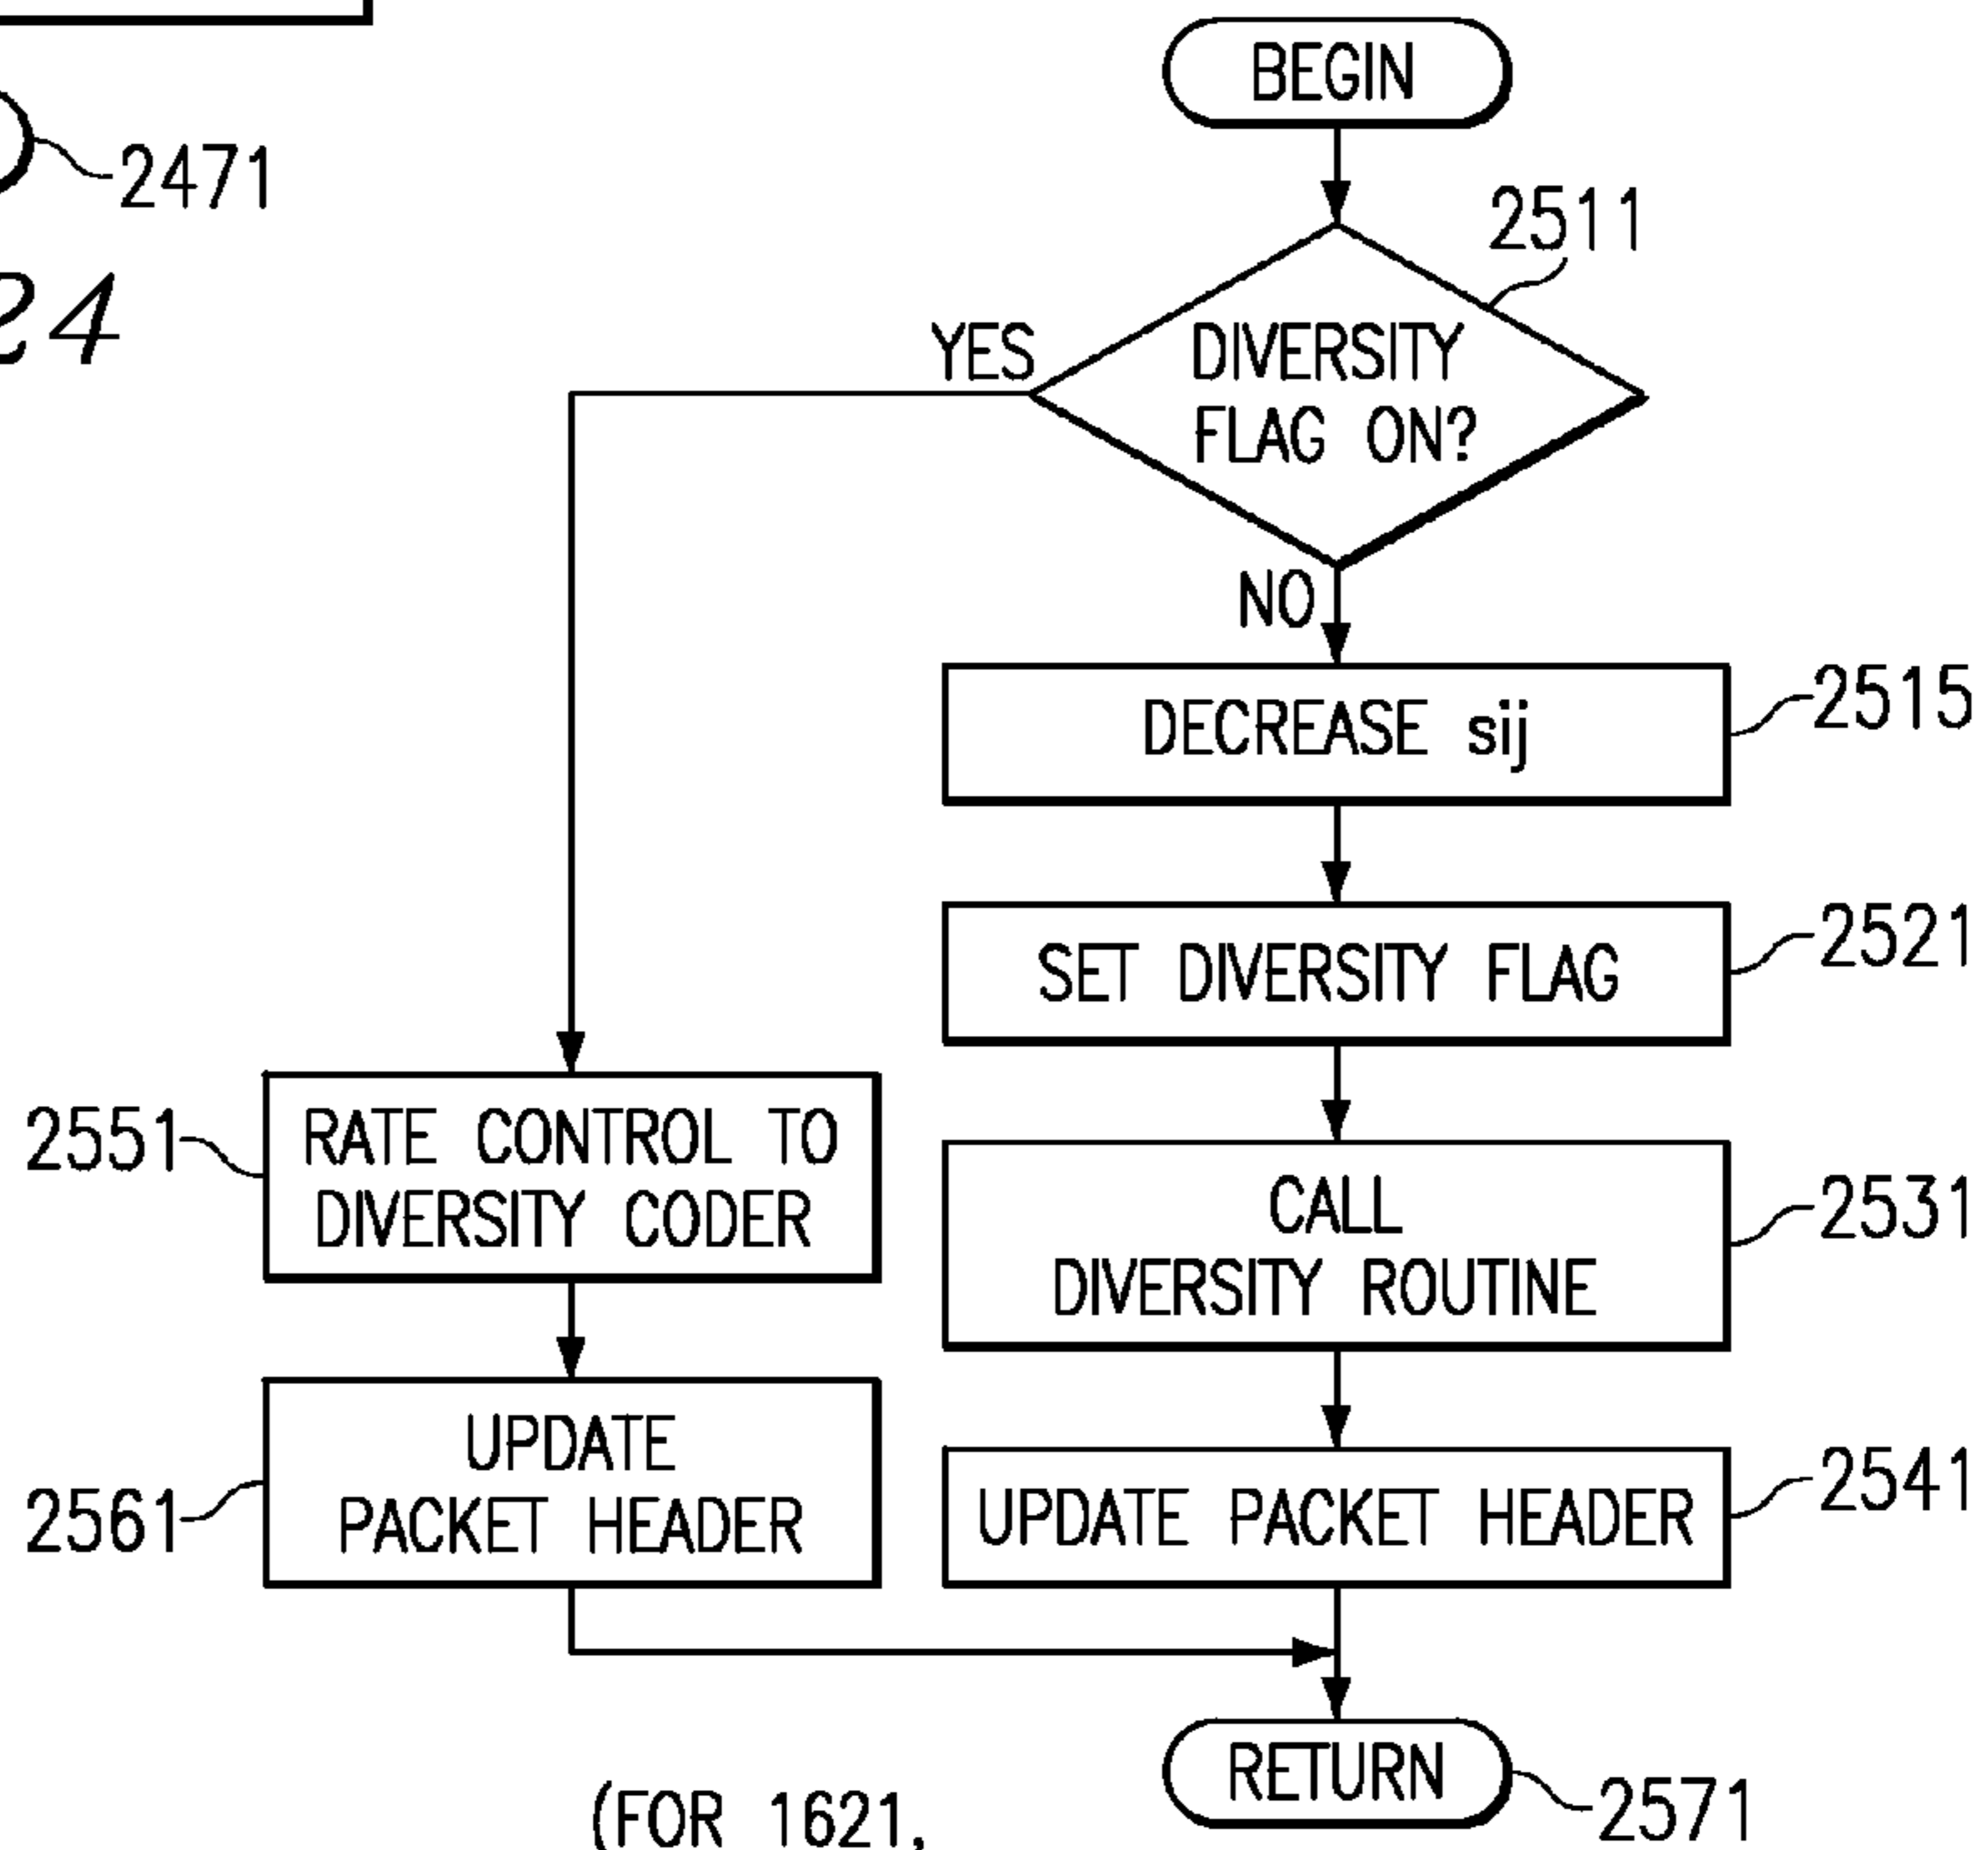 BEGIN
2471
24
2511
YES
DIVERSITY
FLAG ON?
NO
DECREASE sij
2515
SET DIVERSITY FLAG
2521
2551
RATE CONTROL TO
DIVERSITY CODER
CALL
DIVERSITY ROUTINE
2531
2561
UPDATE
PACKET HEADER
UPDATE PACKET HEADER
2541
RETURN
2571
(FOR 1621,